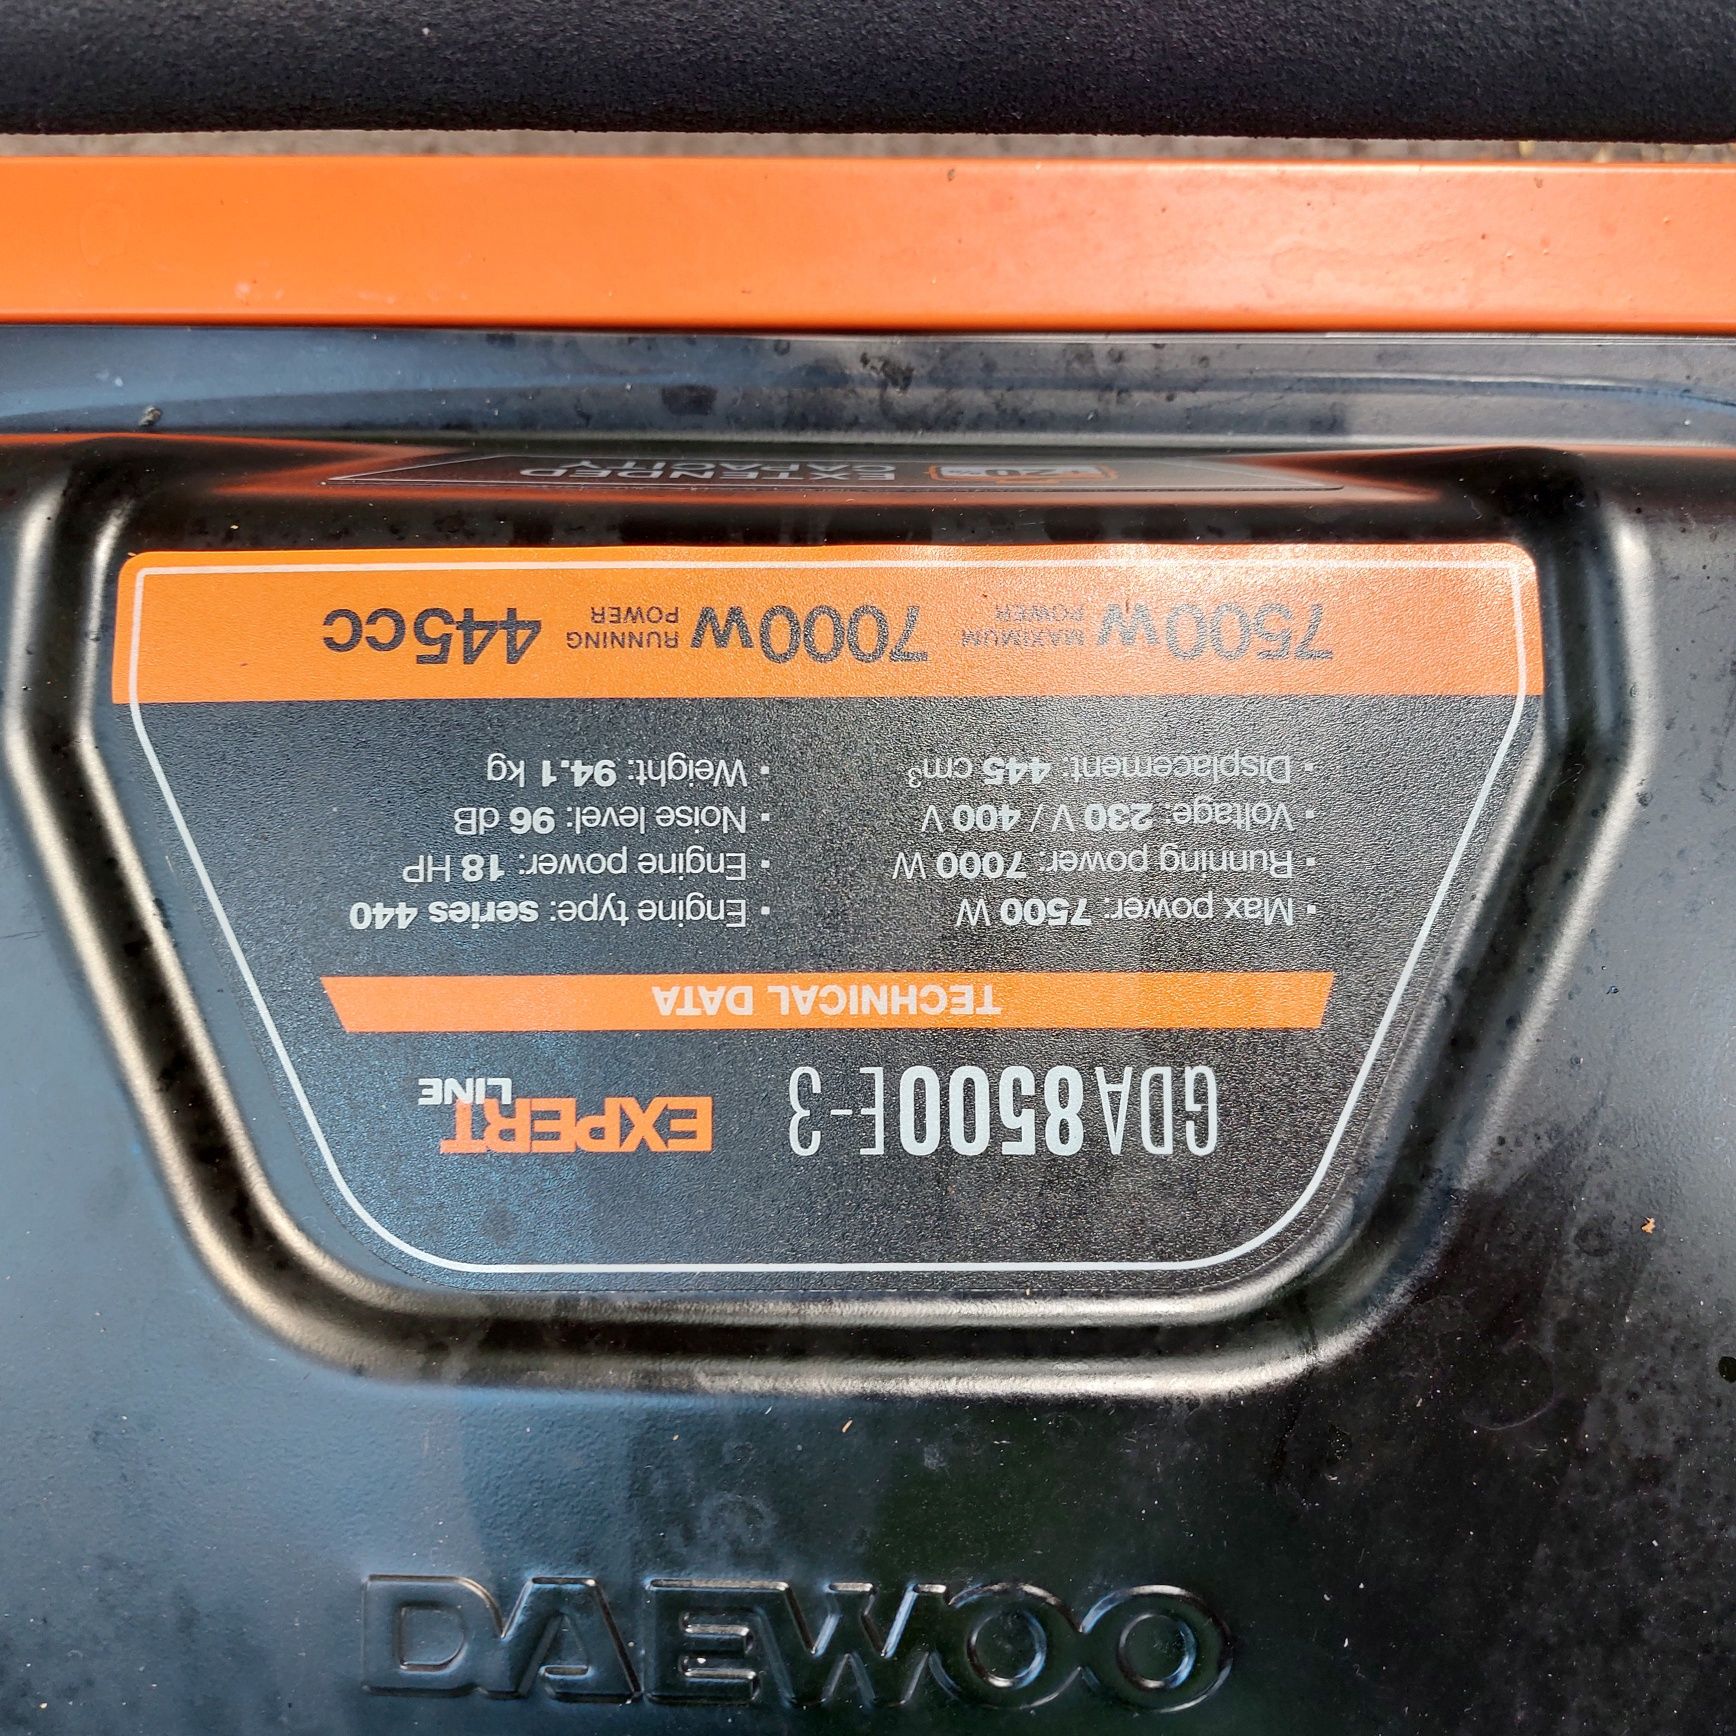 DAEWOO
GDA8500E-3 EXPERT LINE
TECHNICAL DATA
• Max power: 7500 W
• Running power: 7000 W
• Voltage: 230 V / 400 V
• Displacement: 445 cm³
• Engine type: series 440
• Engine power: 18 HP
• Noise level: 96 dB
• Weight: 94.1 kg
7500W MAXIMUM POWER
7000W RUNNING POWER
445cc
EXTENDED
CAPACITY